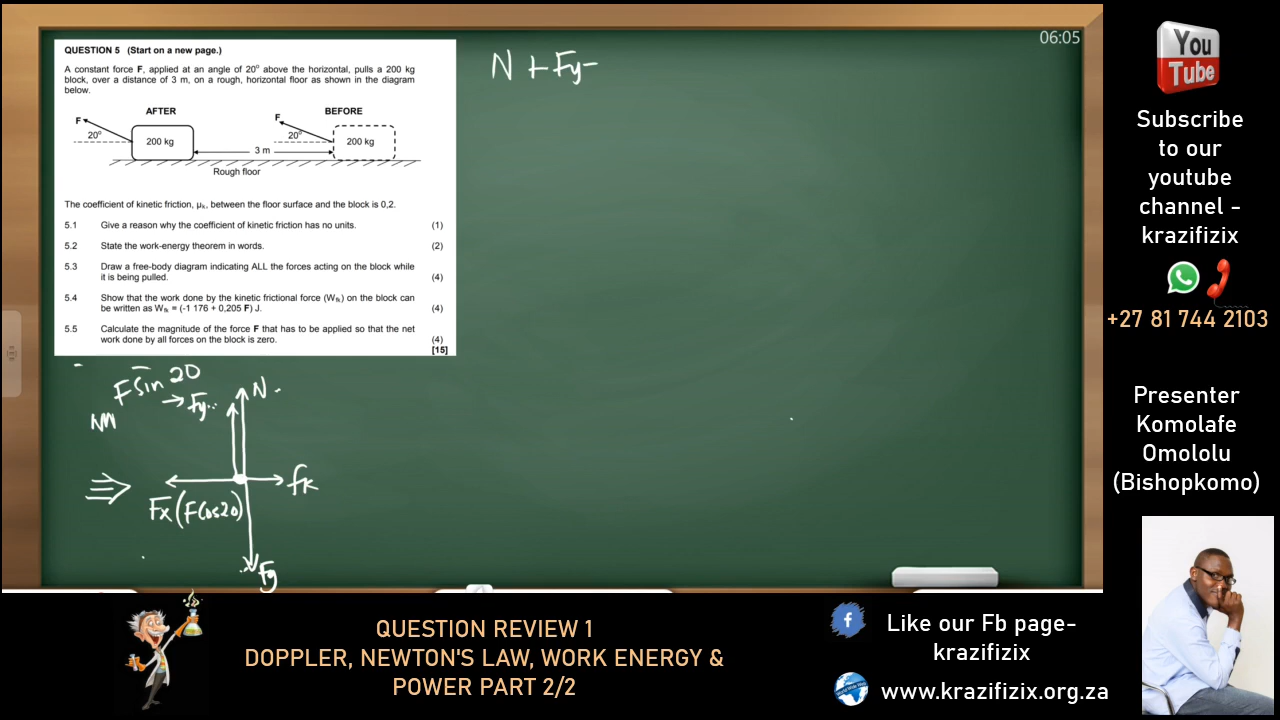 06:05
QUESTION 5 (Start on a new page.)
A constant force F, applied at an angle of 20° above the horizontal, pulls a 200 kg
block, over a distance of 3 m, on a rough, horizontal floor as shown in the diagram
below.
AFTER
BEFORE
F
20°
200 kg
3 m
F
20°
200 kg
Rough floor
The coefficient of kinetic friction, μk, between the floor surface and the block is 0,2.
5.1 Give a reason why the coefficient of kinetic friction has no units. (1)
5.2 State the work-energy theorem in words. (2)
5.3 Draw a free-body diagram indicating ALL the forces acting on the block while
it is being pulled. (4)
5.4 Show that the work done by the kinetic frictional force (Wfk) on the block can
be written as Wfk = (-1 176 + 0,205 F) J. (4)
5.5 Calculate the magnitude of the force F that has to be applied so that the net
work done by all forces on the block is zero. (4)
[15]
N + Fy -
F sin 20
→ Fy
N
fk
Fx (F Cos 20)
Fg
You
Tube
Subscribe
to our
youtube
channel -
krazifizix
+27 81 744 2103
Presenter
Komolafe
Omololu
(Bishopkomo)
QUESTION REVIEW 1
DOPPLER, NEWTON'S LAW, WORK ENERGY &
POWER PART 2/2
f
Like our Fb page-
krazifizix
www.krazifizix.org.za